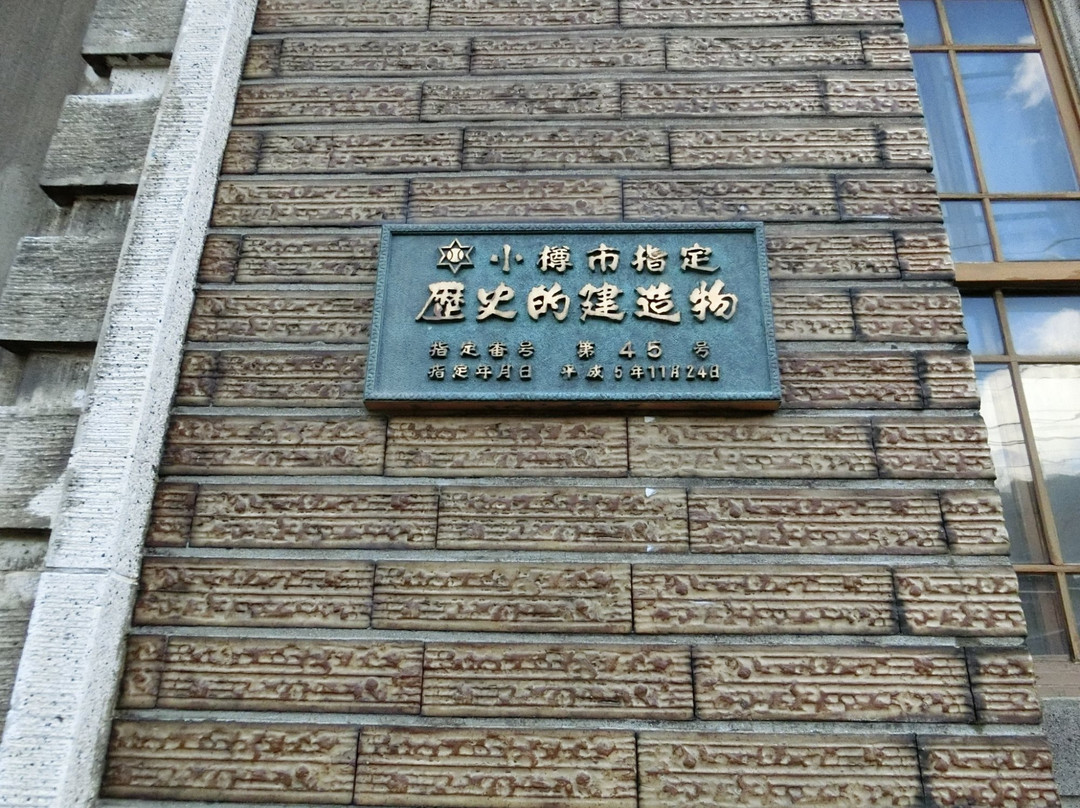 小樽市指定
歴史的建造物
指定番号 第45号
指定年月日 平成5年11月24日